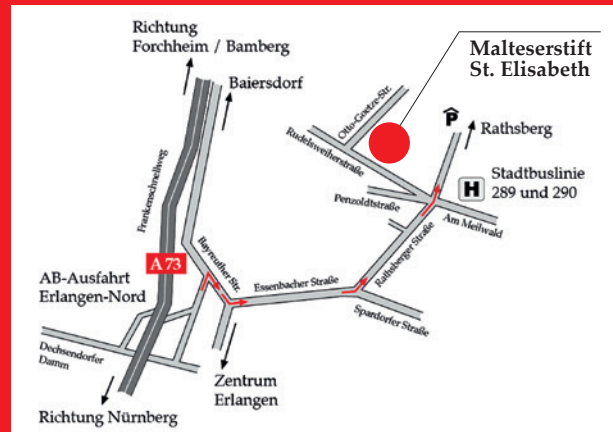 Richtung
Forchheim / Bamberg
Baiersdorf
Malteserstift
St. Elisabeth
Otto-Goetze-Str.
Rudelsweiherstraße
P
Rathsberg
H
Stadtbuslinie
289 und 290
Penzoldtstraße
Am Meilwald
Frankenschnellweg
A 73
Bayreuther Str.
Rathsberger Straße
AB-Ausfahrt
Erlangen-Nord
Essenbacher Straße
Spardorfer Straße
Dechsendorfer
Damm
Zentrum
Erlangen
Richtung Nürnberg